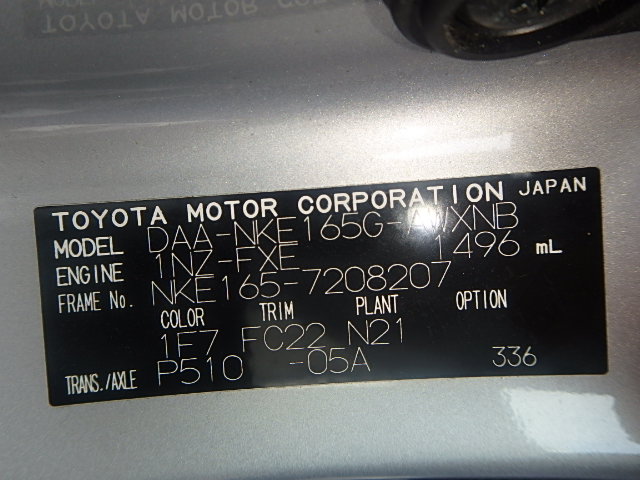 TOYOTA MOTOR CORPORATION JAPAN
MODEL DAA-NKE165G-AWXNB
ENGINE 1NZ-FXE 1496 mL
FRAME No. NKE165-7208207
COLOR TRIM PLANT OPTION
1F7 FC22 N21
TRANS./AXLE P510 -05A 336